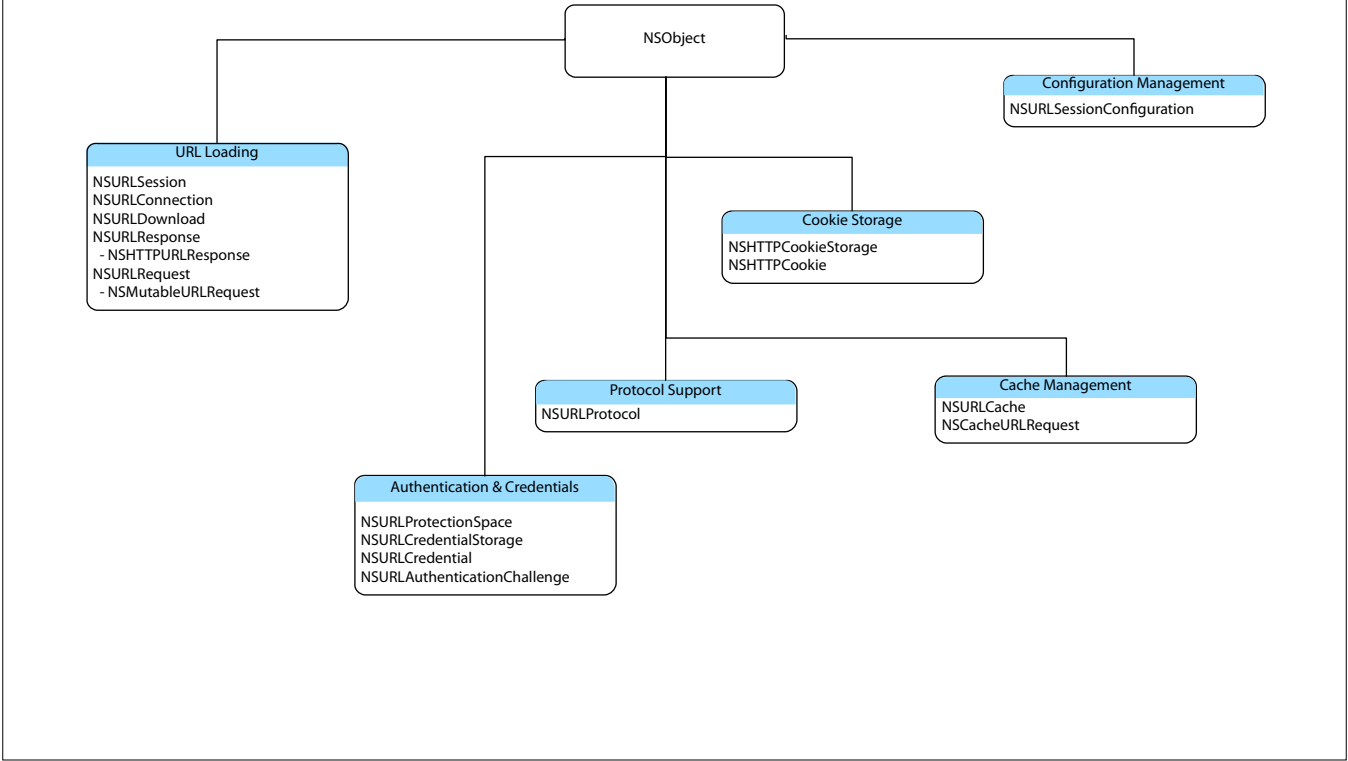 NSObject
Configuration Management
NSURLSessionConfiguration
URL Loading
NSURLSession
NSURLConnection
NSURLDownload
NSURLResponse
- NSHTTPURLResponse
NSURLRequest
- NSMutableURLRequest
Cookie Storage
NSHTTPCookieStorage
NSHTTPCookie
Protocol Support
NSURLProtocol
Cache Management
NSURLCache
NSCacheURLRequest
Authentication & Credentials
NSURLProtectionSpace
NSURLCredentialStorage
NSURLCredential
NSURLAuthenticationChallenge